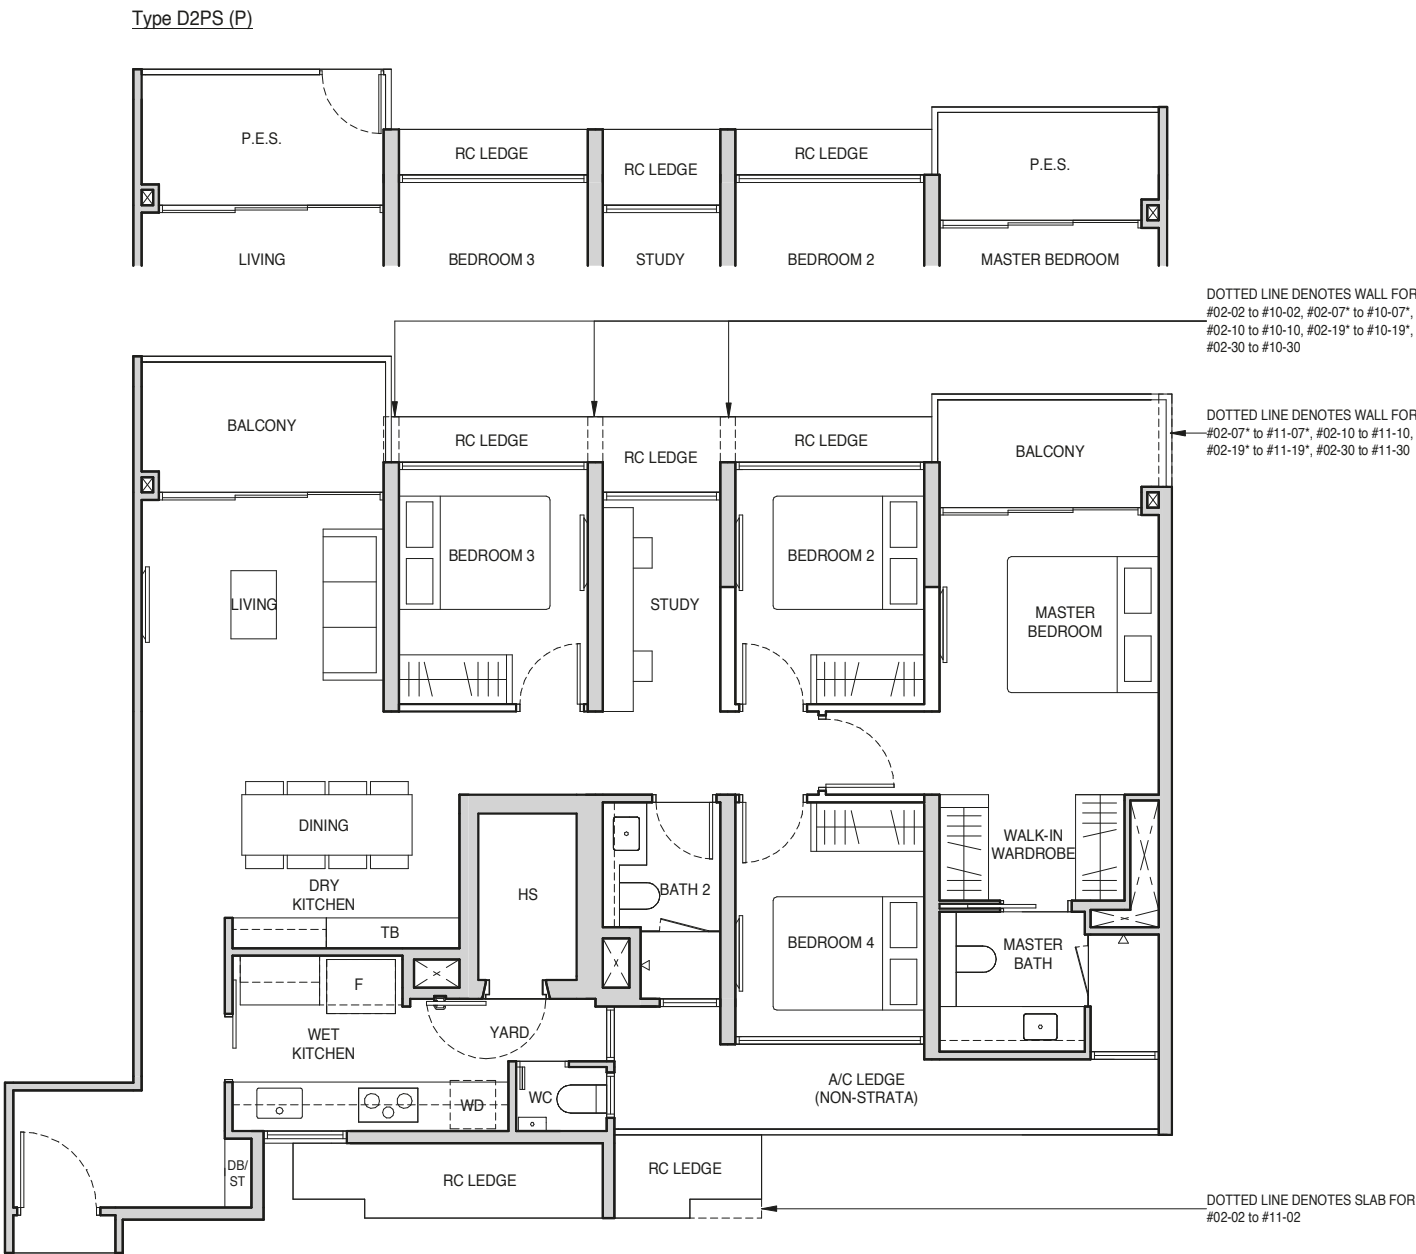 Type D2PS (P)
P.E.S.
RC LEDGE
RC LEDGE
RC LEDGE
P.E.S.
LIVING
BEDROOM 3
STUDY
BEDROOM 2
MASTER BEDROOM
DOTTED LINE DENOTES WALL FOR
#02-02 to #10-02, #02-07* to #10-07*,
#02-10 to #10-10, #02-19* to #10-19*,
#02-30 to #10-30
BALCONY
RC LEDGE
RC LEDGE
RC LEDGE
BALCONY
DOTTED LINE DENOTES WALL FOR
#02-07* to #11-07*, #02-10 to #11-10,
#02-19* to #11-19*, #02-30 to #11-30
BEDROOM 3
BEDROOM 2
LIVING
STUDY
MASTER
BEDROOM
DINING
WALK-IN
WARDROBE
DRY
KITCHEN
HS
BATH 2
TB
BEDROOM 4
MASTER
BATH
F
WET
KITCHEN
YARD
A/C LEDGE
(NON-STRATA)
WD
WC
DB/
ST
RC LEDGE
RC LEDGE
DOTTED LINE DENOTES SLAB FOR
#02-02 to #11-02